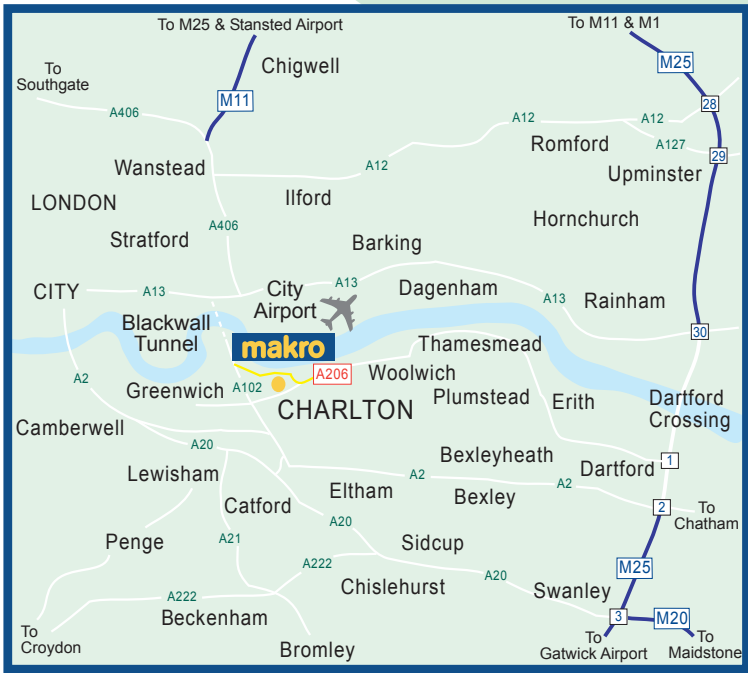 To M25 & Stansted Airport
To M11 & M1
Chigwell
M25
To
Southgate
M11
28
A406
A12
A12
Romford
A127
29
Wanstead
A12
Upminster
Ilford
LONDON
Hornchurch
A406
Stratford
Barking
CITY
A13
City
Airport
A13
Dagenham
A13
Rainham
Blackwall
Tunnel
30
makro
Thamesmead
A2
A206
Woolwich
Greenwich
A102
Plumstead
Erith
Dartford
Crossing
CHARLTON
Camberwell
A20
Bexleyheath
1
Lewisham
Dartford
A2
A2
Eltham
Bexley
Catford
2
To
Chatham
A20
Penge
A21
Sidcup
A222
M25
A20
Chislehurst
Swanley
A222
Beckenham
3
M20
To
Croydon
Bromley
To
Gatwick Airport
To
Maidstone